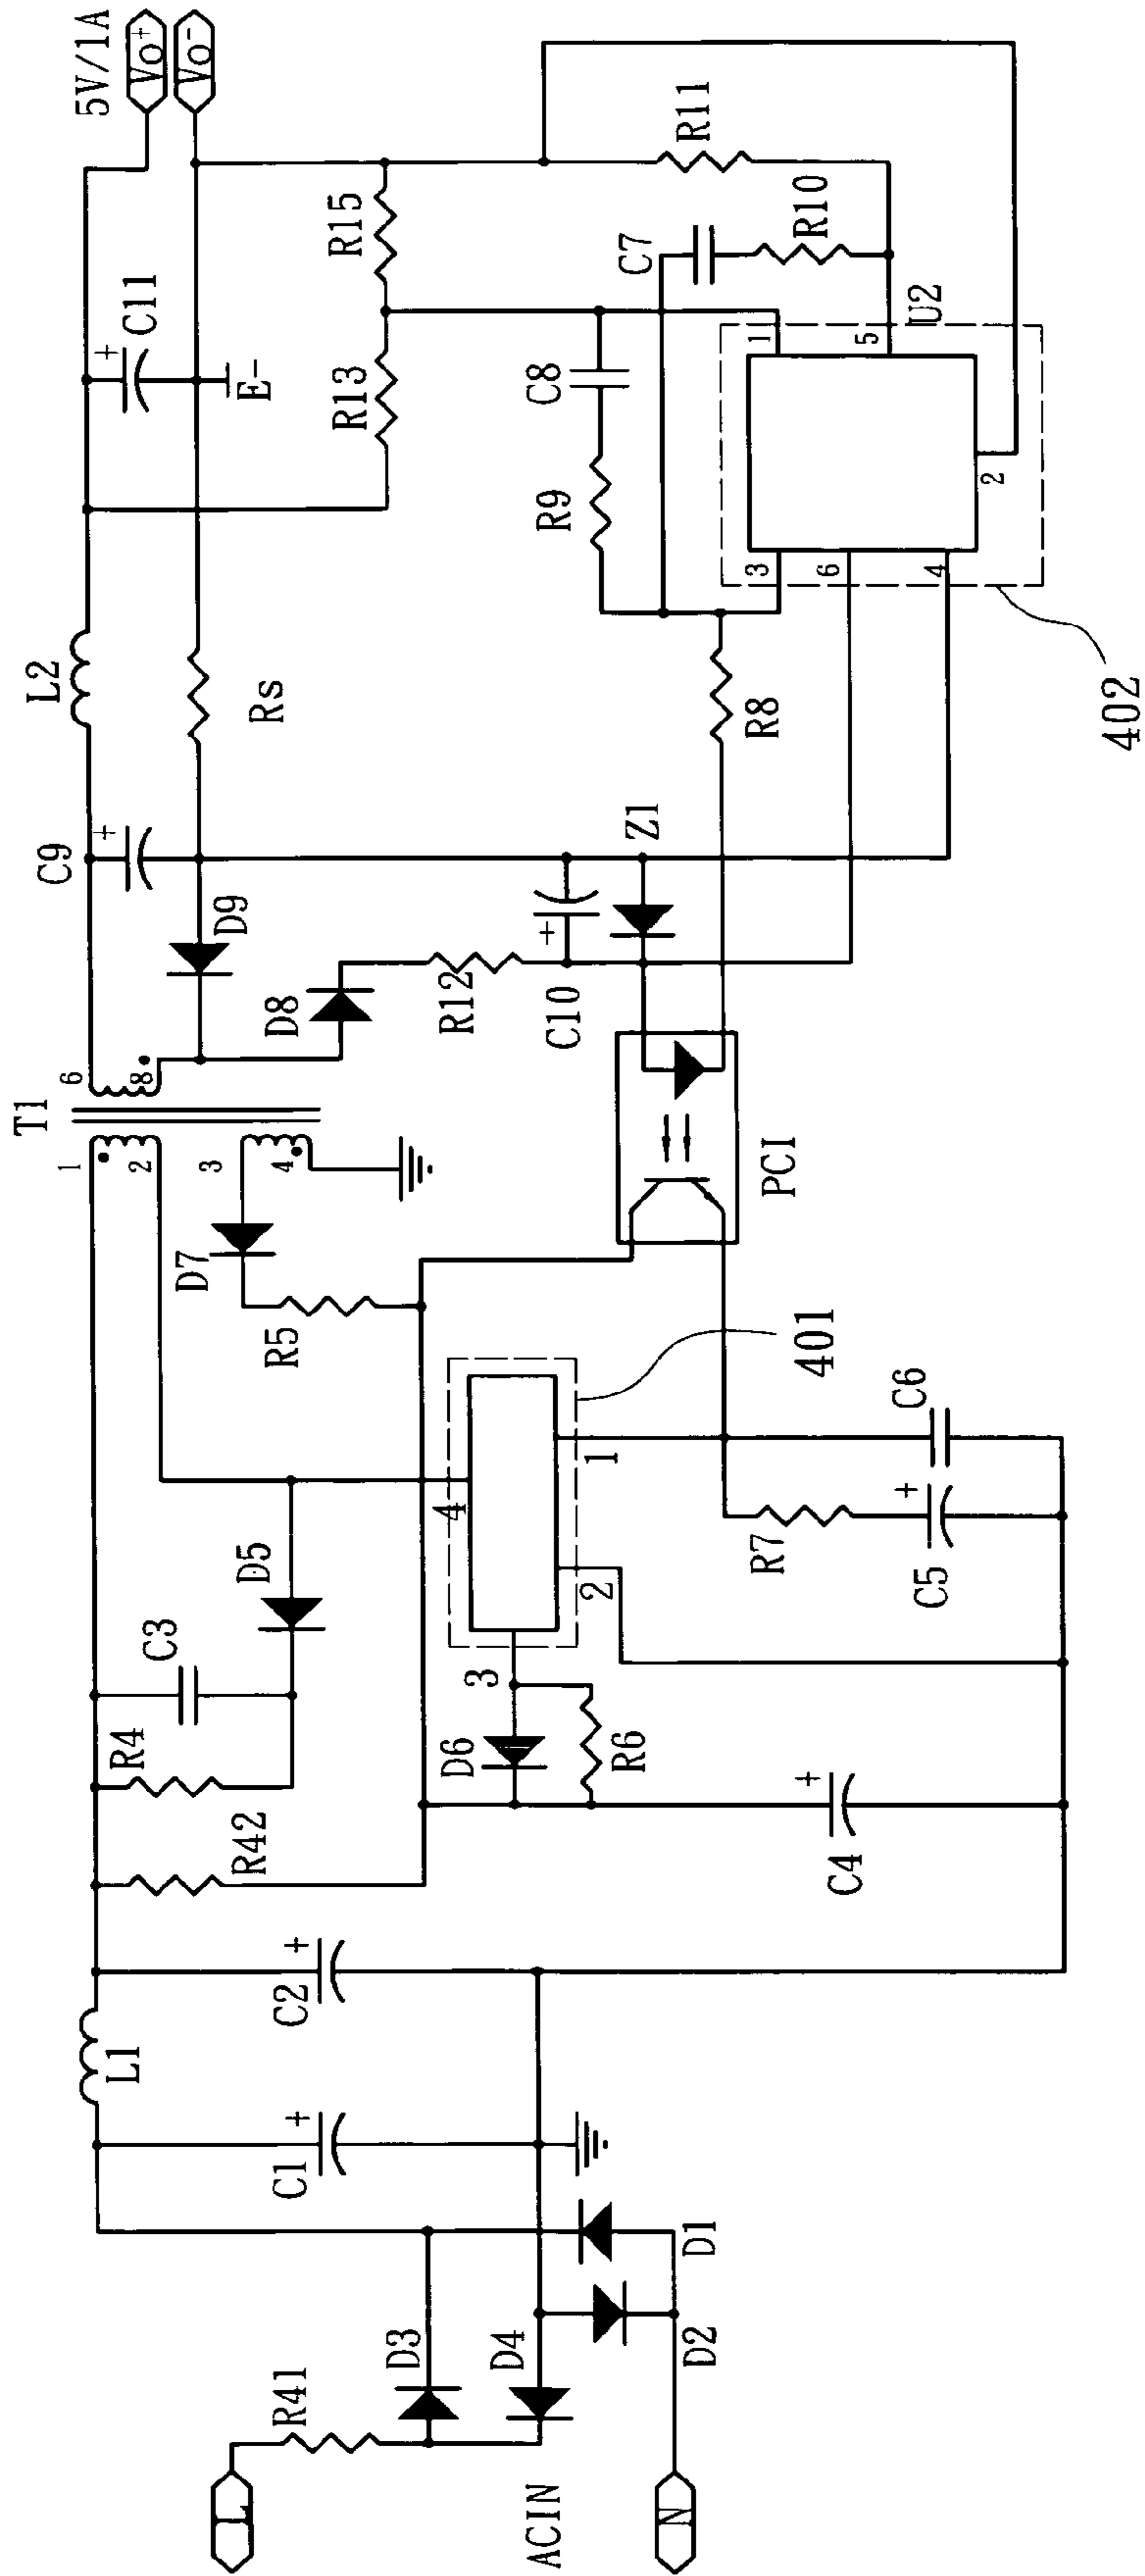 5V/1A
Vo+
Vo-
T1
1
2
3
4
6
8
L2
C9
+
C11
+
E-
Rs
D9
D8
D7
R5
R12
C10
+
Z1
R13
R15
R11
C7
R10
C8
R9
R8
U2
1
5
3
6
4
2
402
PCI
401
4
1
2
3
D5
C3
R4
R42
D6
R6
C4
+
R7
C5
+
C6
L1
C2
+
C1
+
D1
D2
D3
D4
R41
L
ACIN
N